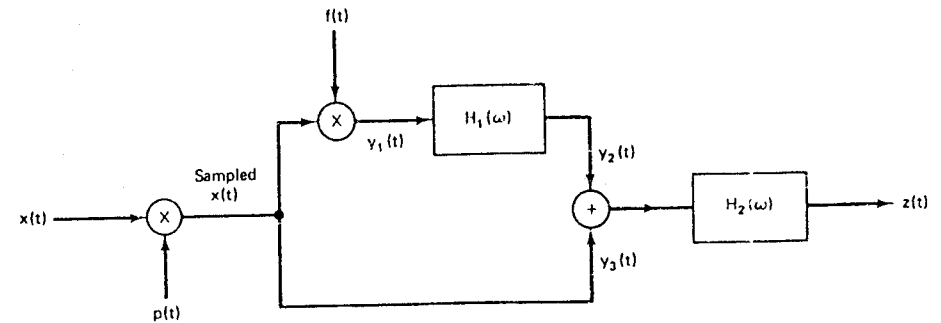 f(t)
X
y₁(t)
H₁(ω)
y₂(t)
Sampled
x(t)
x(t)
X
+
H₂(ω)
z(t)
y₃(t)
p(t)